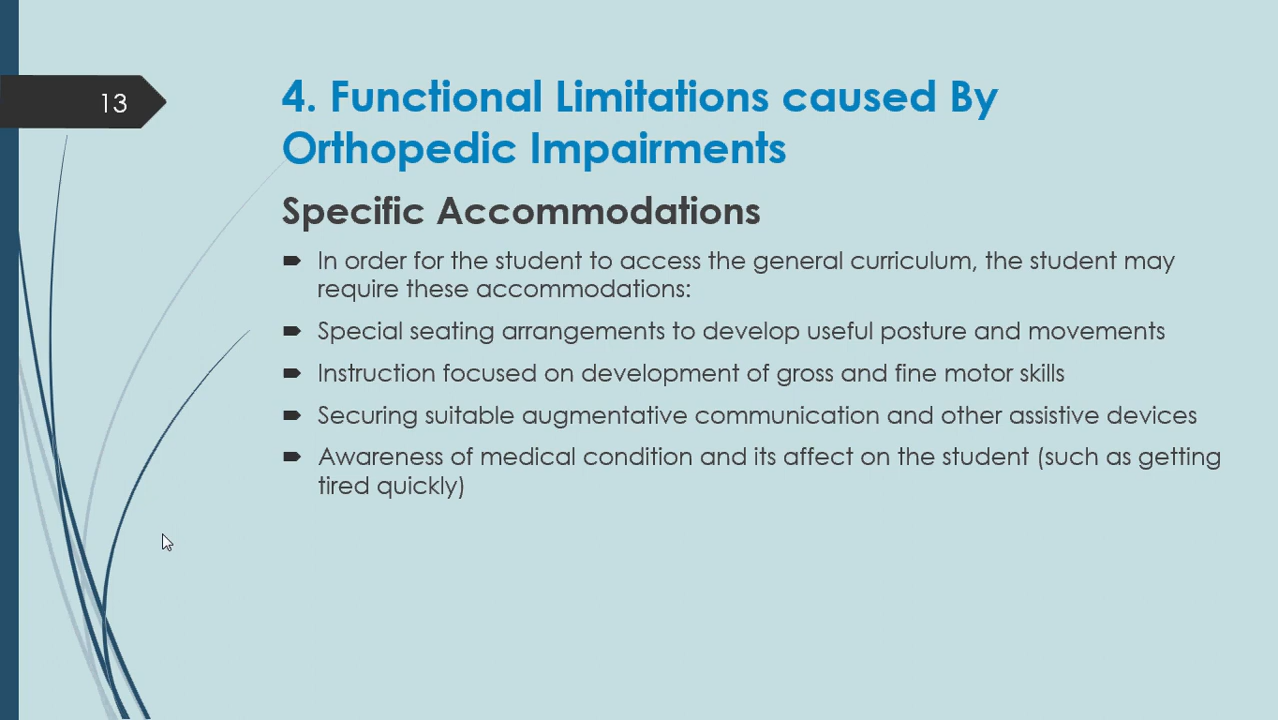 13
4. Functional Limitations caused By
Orthopedic Impairments
Specific Accommodations
In order for the student to access the general curriculum, the student may
require these accommodations:
Special seating arrangements to develop useful posture and movements
Instruction focused on development of gross and fine motor skills
Securing suitable augmentative communication and other assistive devices
Awareness of medical condition and its affect on the student (such as getting
tired quickly)